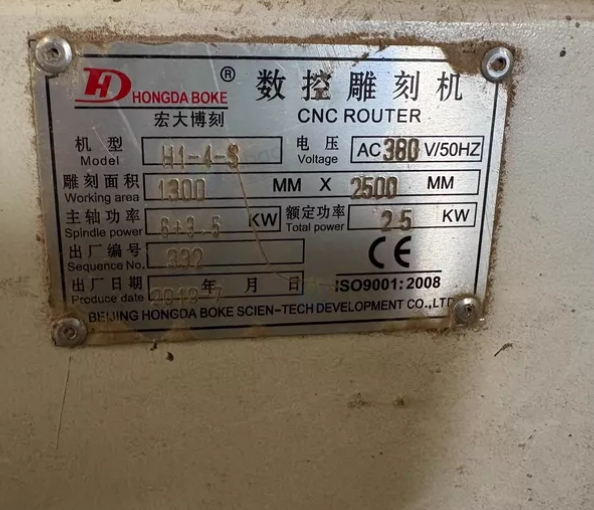 HD HONGDA BOKE ® 数控雕刻机
宏大博刻 CNC ROUTER
机型 H1-4-S 电压 AC 380 V/50HZ
Model Voltage
雕刻面积 1300 MM X 2500 MM
Working area
主轴功率 6+3.5 KW 额定功率 25 KW
Spindle power Total power
出厂编号 332 CE
Sequence No.
出厂日期 年 月 日 ISO9001:2008
Produce date
BEIJING HONGDA BOKE SCIEN-TECH DEVELOPMENT CO.,LTD